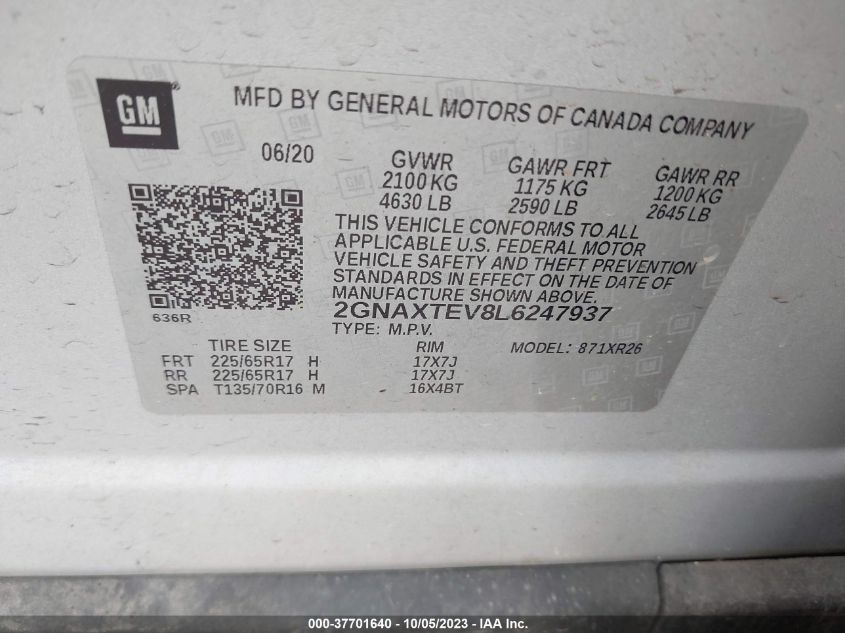 GM®
MFD BY GENERAL MOTORS OF CANADA COMPANY
06/20 GVWR GAWR FRT GAWR RR
2100 KG 1175 KG 1200 KG
4630 LB 2590 LB 2645 LB
THIS VEHICLE CONFORMS TO ALL
APPLICABLE U.S. FEDERAL MOTOR
VEHICLE SAFETY AND THEFT PREVENTION
STANDARDS IN EFFECT ON THE DATE OF
MANUFACTURE SHOWN ABOVE.
636R
2GNAXTEV8L6247937
TYPE: M.P.V.
TIRE SIZE RIM MODEL: 871XR26
FRT 225/65R17 H 17X7J
RR 225/65R17 H 17X7J
SPA T135/70R16 M 16X4BT
000-37701640 - 10/05/2023 - IAA Inc.